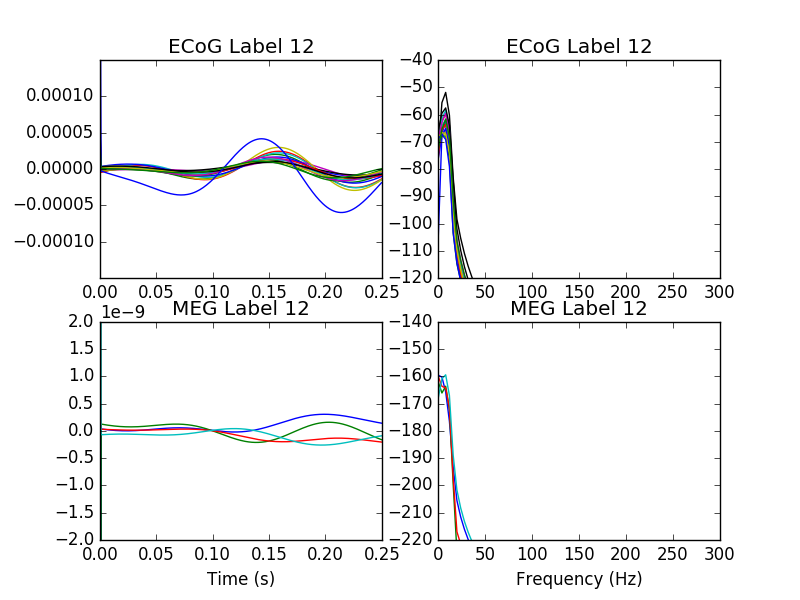 ECoG Label 12
0.00010
0.00005
0.00000
−0.00005
−0.00010
0.00 0.05 0.10 0.15 0.20 0.25
ECoG Label 12
−40
−50
−60
−70
−80
−90
−100
−110
−120
0 50 100 150 200 250 300
MEG Label 12
1e−9
2.0
1.5
1.0
0.5
0.0
−0.5
−1.0
−1.5
−2.0
0.00 0.05 0.10 0.15 0.20 0.25
Time (s)
MEG Label 12
−140
−150
−160
−170
−180
−190
−200
−210
−220
0 50 100 150 200 250 300
Frequency (Hz)